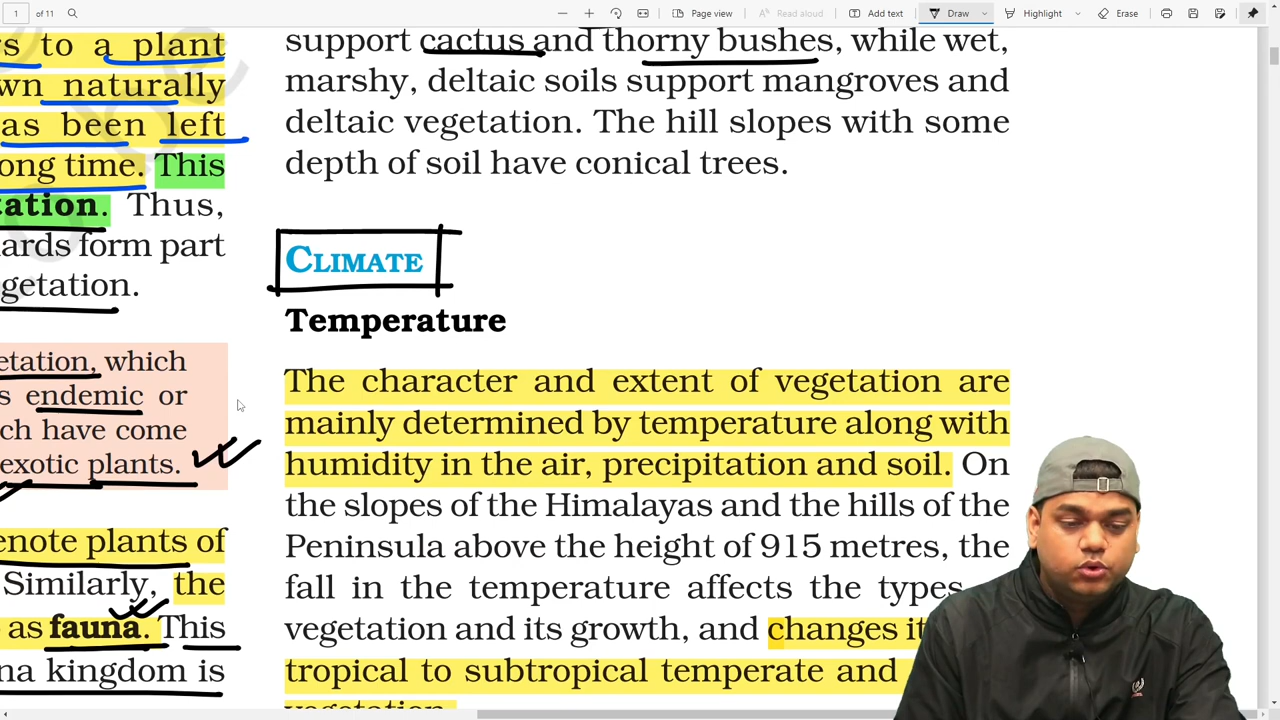 1 of 11
Page view
Read aloud
Add text
Draw
Highlight
Erase
rs to a plant
wn naturally
as been left
ong time. This
tation. Thus,
ards form part
getation.
etation, which
s endemic or
ch have come
exotic plants.
enote plants of
Similarly, the
as fauna. This
na kingdom is
support cactus and thorny bushes, while wet,
marshy, deltaic soils support mangroves and
deltaic vegetation. The hill slopes with some
depth of soil have conical trees.
CLIMATE
Temperature
The character and extent of vegetation are
mainly determined by temperature along with
humidity in the air, precipitation and soil. On
the slopes of the Himalayas and the hills of the
Peninsula above the height of 915 metres, the
fall in the temperature affects the types
vegetation and its growth, and changes it
tropical to subtropical temperate and
vegetation.